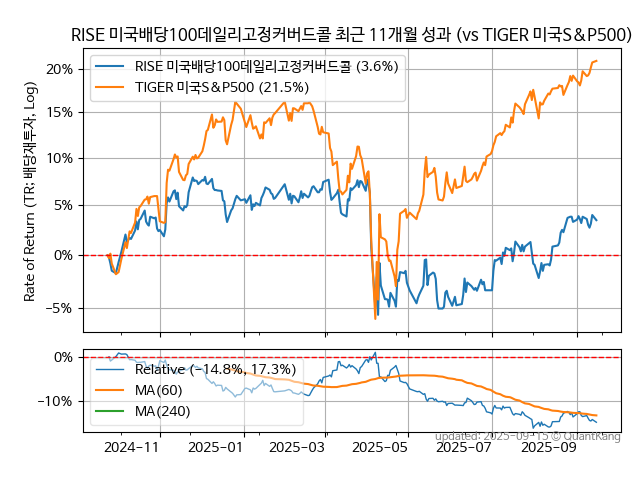 RISE 미국배당100데일리고정커버드콜 최근 11개월 성과 (vs TIGER 미국S&P500)
Rate of Return (TR: 배당재투자, Log)
20%
15%
10%
5%
0%
−5%
RISE 미국배당100데일리고정커버드콜 (3.6%)
TIGER 미국S&P500 (21.5%)
0%
−10%
Relative (−14.8%, 17.3%)
MA(60)
MA(240)
updated: 2025-09-15 © QuantKang
2024−11
2025−01
2025−03
2025−05
2025−07
2025−09